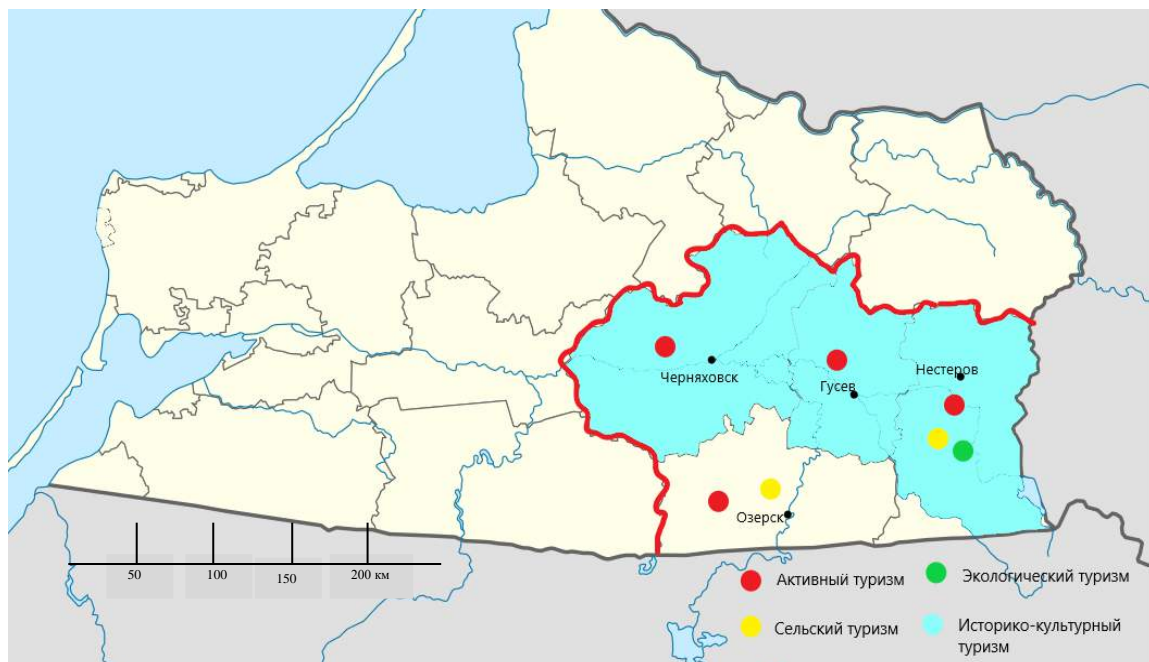 Черняховск
Гусев
Нестеров
Озерск
50
100
150
200 км
Активный туризм
Экологический туризм
Сельский туризм
Историко-культурный
туризм